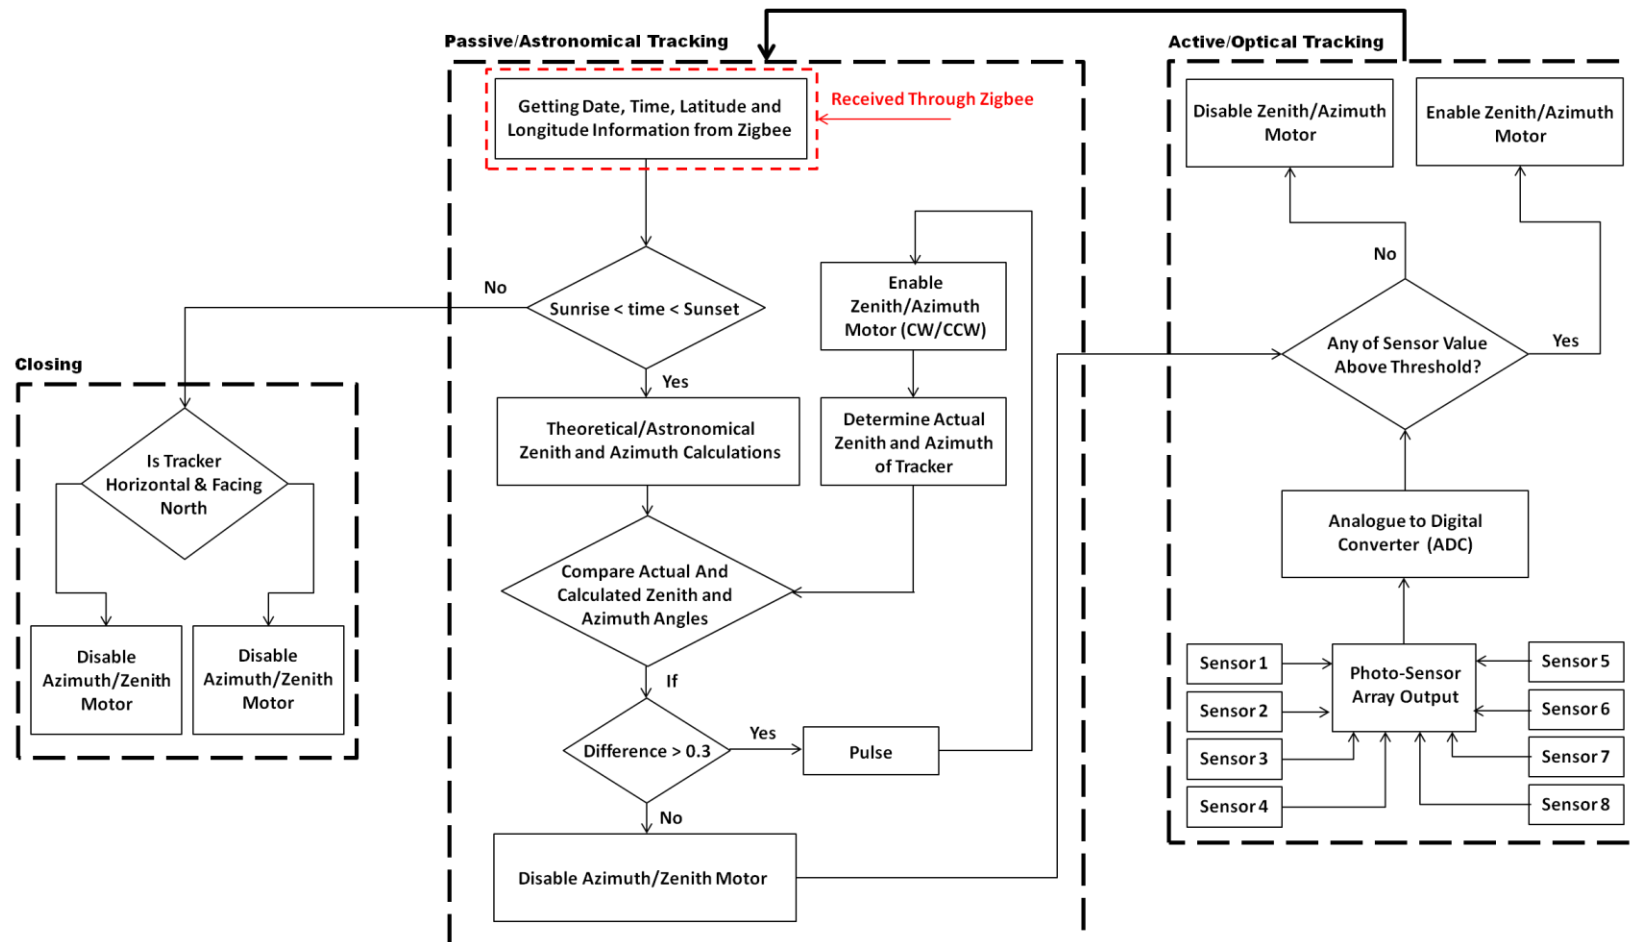 Passive/Astronomical Tracking
Getting Date, Time, Latitude and
Longitude Information from Zigbee
Received Through Zigbee
Sunrise < time < Sunset
No
Yes
Theoretical/Astronomical
Zenith and Azimuth Calculations
Enable
Zenith/Azimuth
Motor (CW/CCW)
Determine Actual
Zenith and Azimuth
of Tracker
Compare Actual And
Calculated Zenith and
Azimuth Angles
If
Difference > 0.3
Yes
Pulse
No
Disable Azimuth/Zenith Motor
Closing
Is Tracker
Horizontal & Facing
North
Disable
Azimuth/Zenith
Motor
Disable
Azimuth/Zenith
Motor
Active/Optical Tracking
Disable Zenith/Azimuth
Motor
Enable Zenith/Azimuth
Motor
No
Yes
Any of Sensor Value
Above Threshold?
Analogue to Digital
Converter (ADC)
Photo-Sensor
Array Output
Sensor 1
Sensor 2
Sensor 3
Sensor 4
Sensor 5
Sensor 6
Sensor 7
Sensor 8